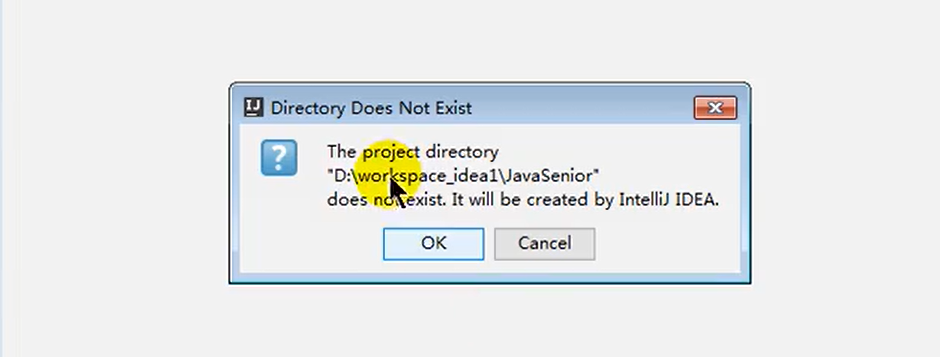 IJ Directory Does Not Exist
The project directory
"D:\workspace_idea1\JavaSenior"
does not exist. It will be created by IntelliJ IDEA.
OK Cancel